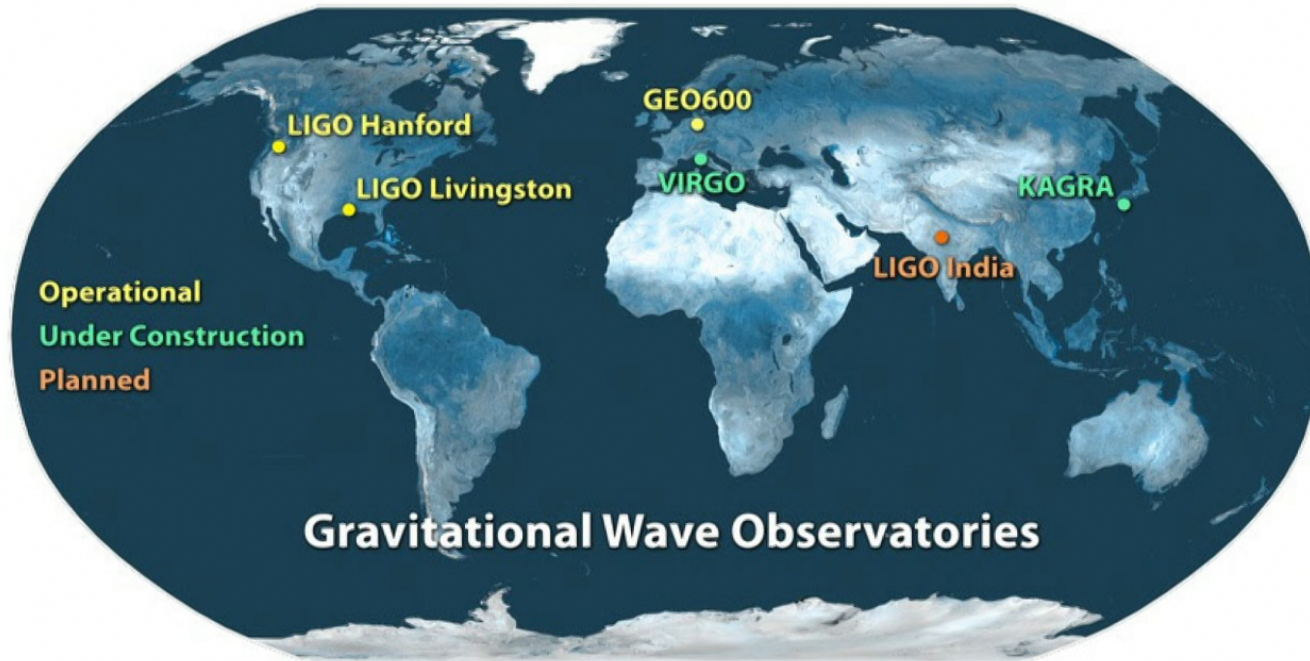 GEO600
LIGO Hanford
VIRGO
KAGRA
LIGO Livingston
LIGO India
Operational
Under Construction
Planned
Gravitational Wave Observatories